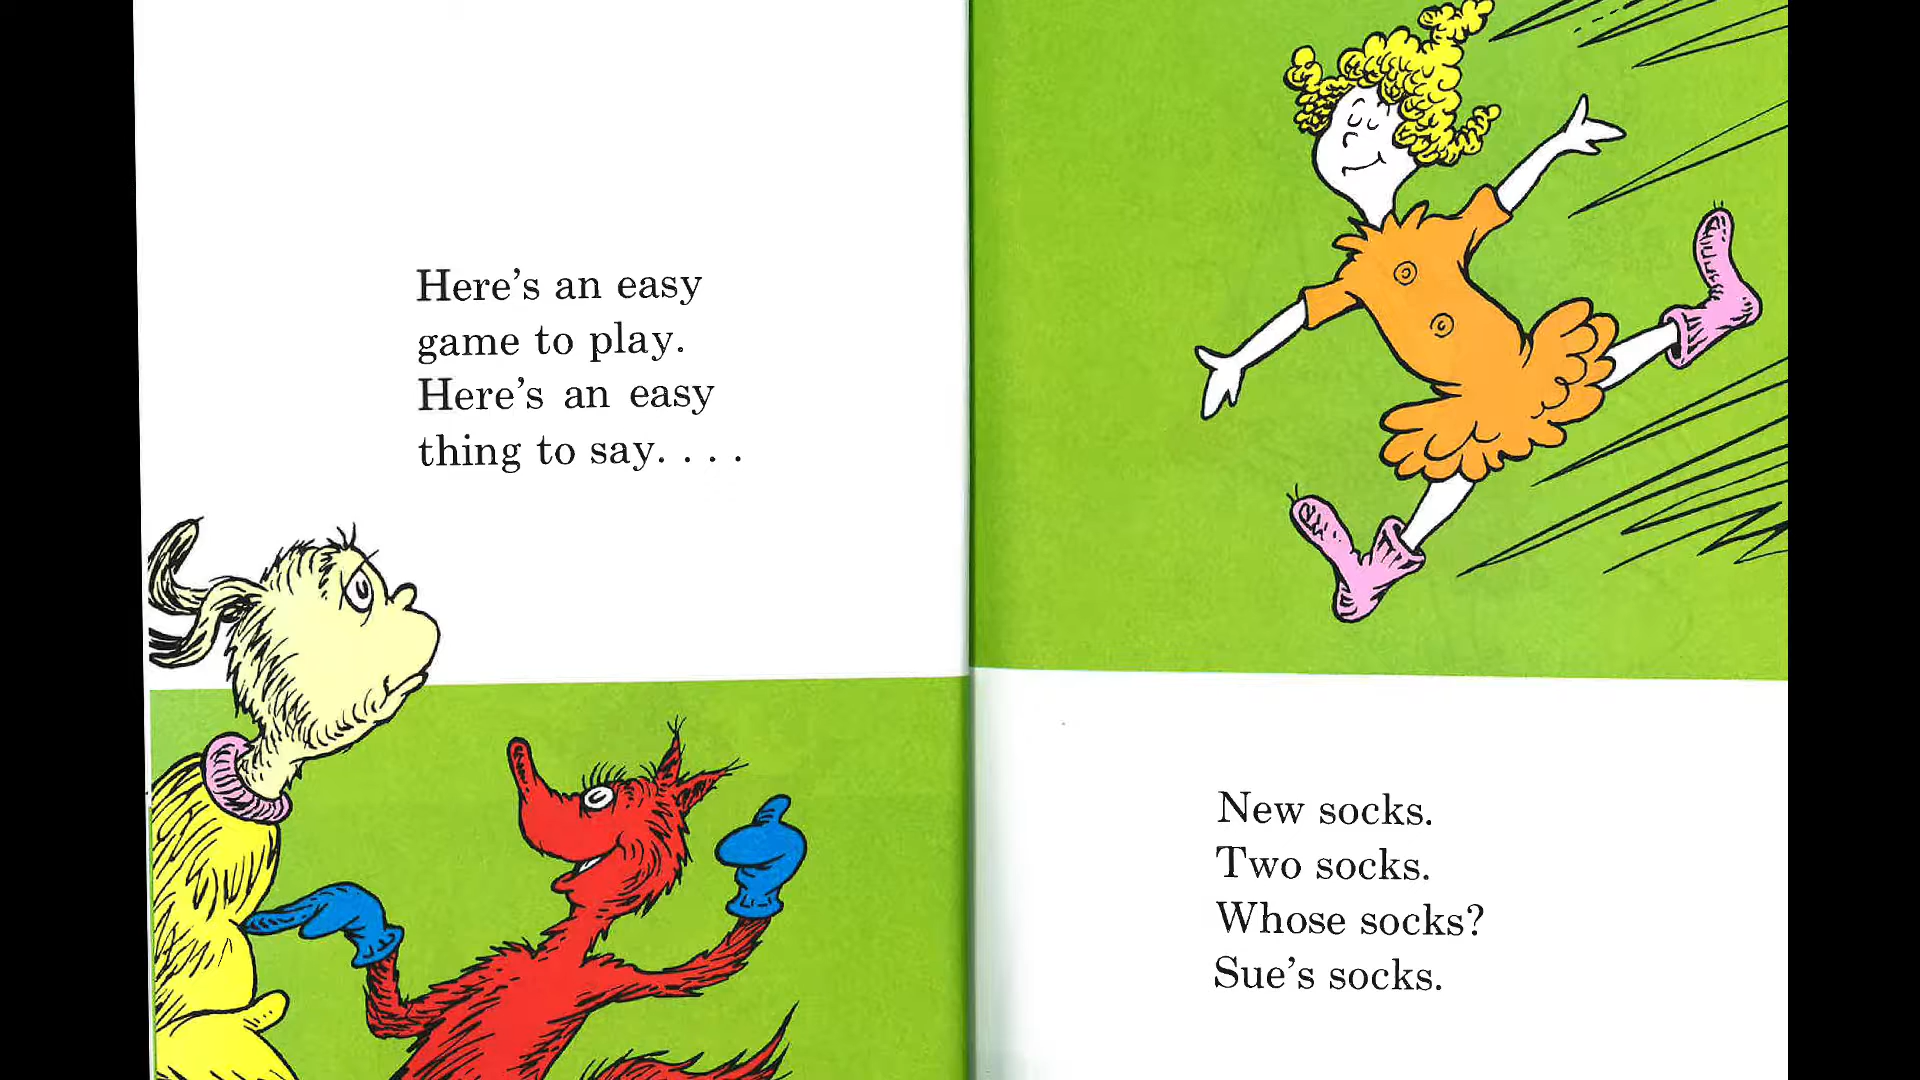 Here's an easy
game to play.
Here's an easy
thing to say. . . .
New socks.
Two socks.
Whose socks?
Sue's socks.